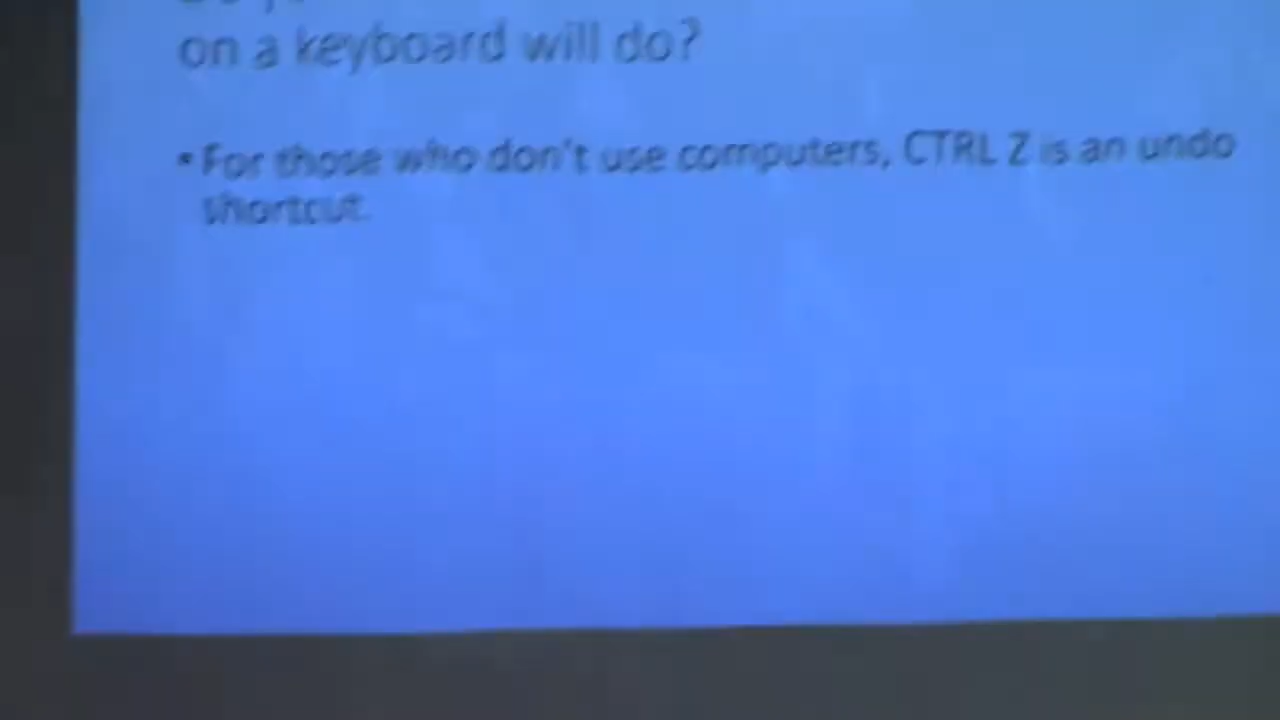 on a keyboard will do?
• For those who don't use computers, CTRL Z is an undo
shortcut.